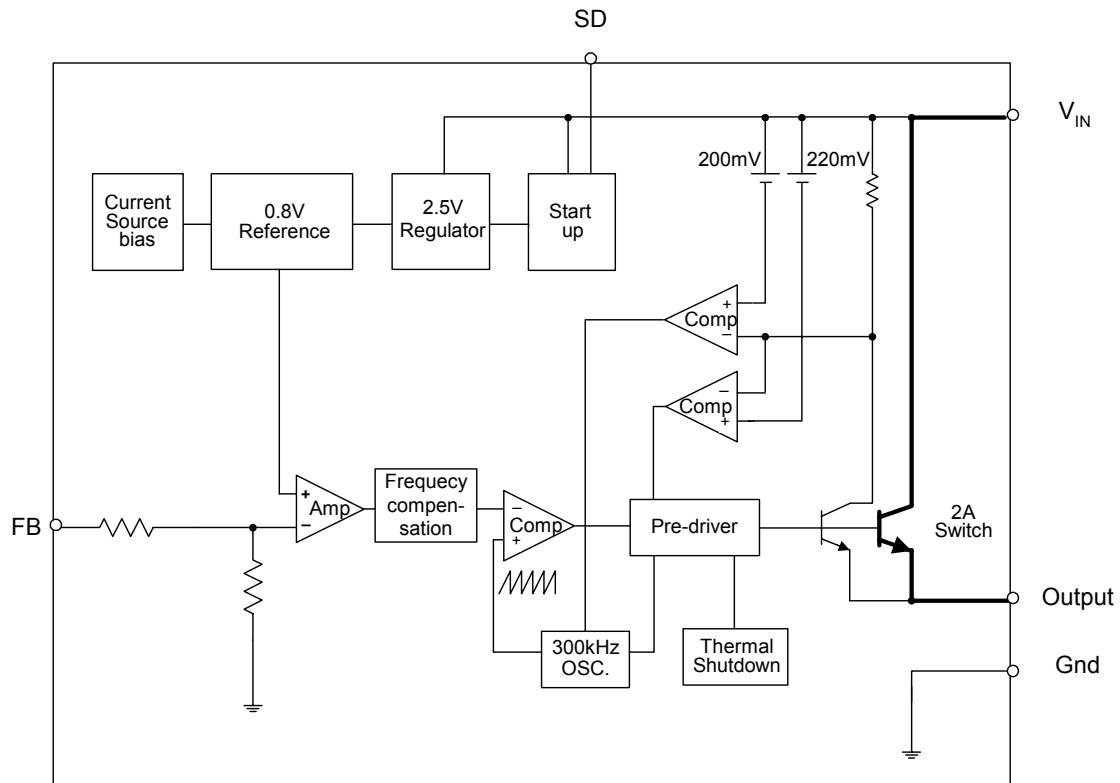 SD
V_IN
200mV
220mV
Current
Source
bias
0.8V
Reference
2.5V
Regulator
Start
up
+
Comp
−
−
Comp
+
Frequecy
compen-
sation
+
Amp
−
−
Comp
+
FB
Pre-driver
2A
Switch
Output
300kHz
OSC.
Thermal
Shutdown
Gnd